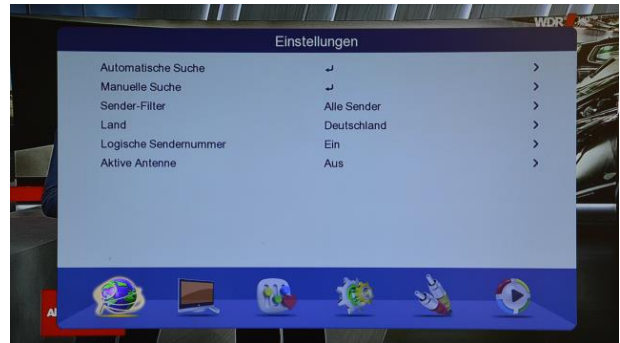 WDR
Einstellungen
Automatische Suche
Manuelle Suche
Sender-Filter Alle Sender
Land Deutschland
Logische Sendernummer Ein
Aktive Antenne Aus